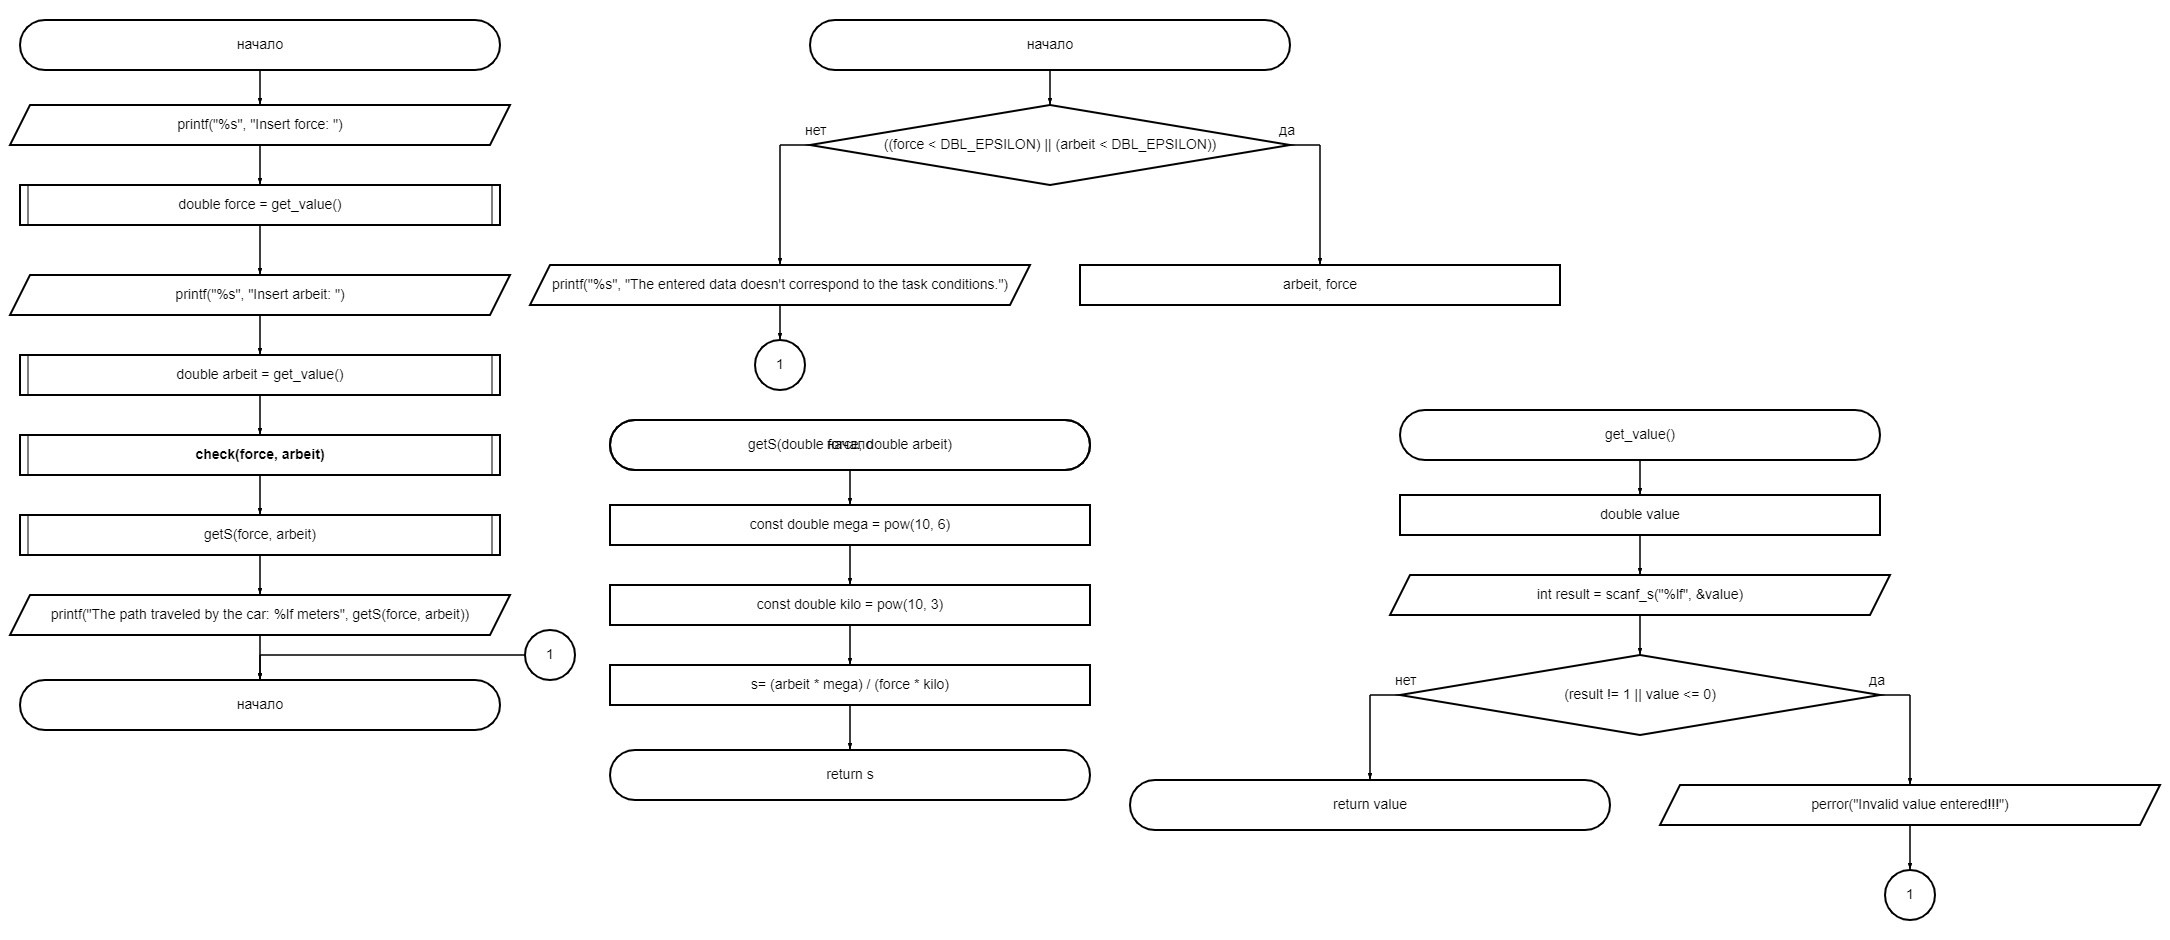 начало
printf("%s", "Insert force: ")
double force = get_value()
printf("%s", "Insert arbeit: ")
double arbeit = get_value()
check(force, arbeit)
getS(force, arbeit)
printf("The path traveled by the car: %lf meters", getS(force, arbeit))
1
начало
начало
((force < DBL_EPSILON) || (arbeit < DBL_EPSILON))
нет
да
printf("%s", "The entered data doesn't correspond to the task conditions.")
arbeit, force
1
getS(double force, double arbeit)
начало
const double mega = pow(10, 6)
const double kilo = pow(10, 3)
s= (arbeit * mega) / (force * kilo)
return s
get_value()
double value
int result = scanf_s("%lf", &value)
(result != 1 || value <= 0)
нет
да
return value
perror("Invalid value entered!!!")
1